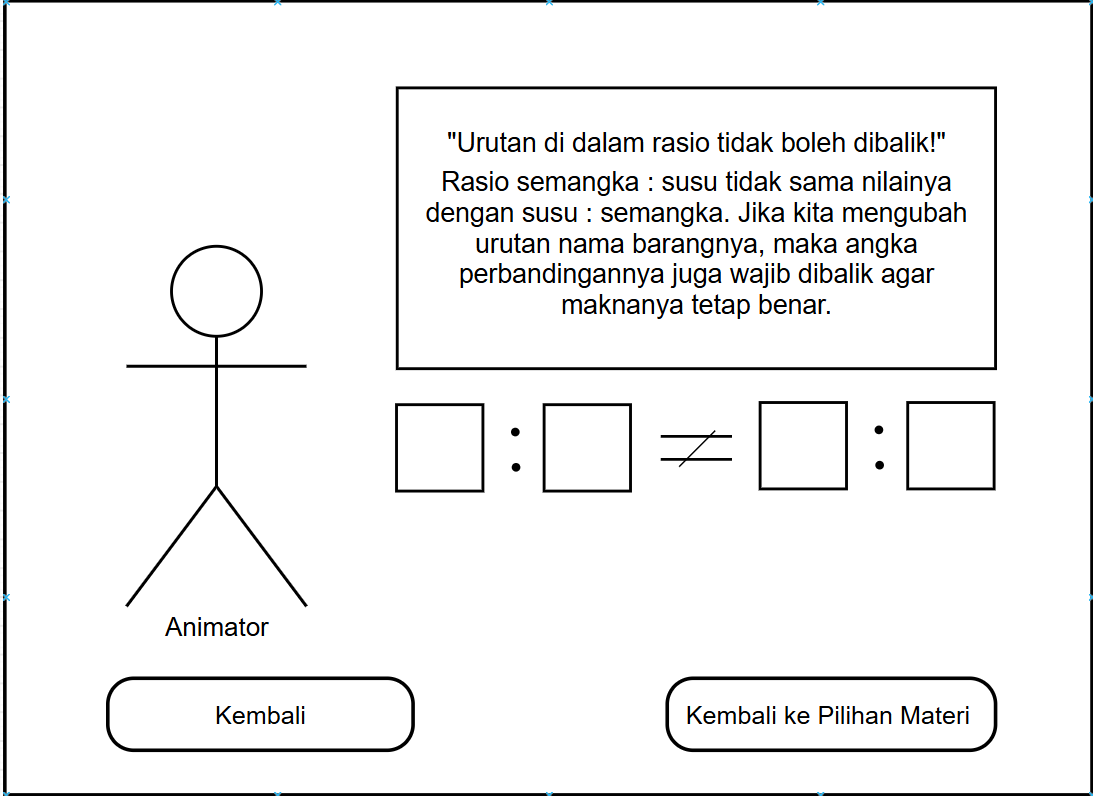 "Urutan di dalam rasio tidak boleh dibalik!"
Rasio semangka : susu tidak sama nilainya
dengan susu : semangka. Jika kita mengubah
urutan nama barangnya, maka angka
perbandingannya juga wajib dibalik agar
maknanya tetap benar.
: ≠ :
Animator
Kembali
Kembali ke Pilihan Materi